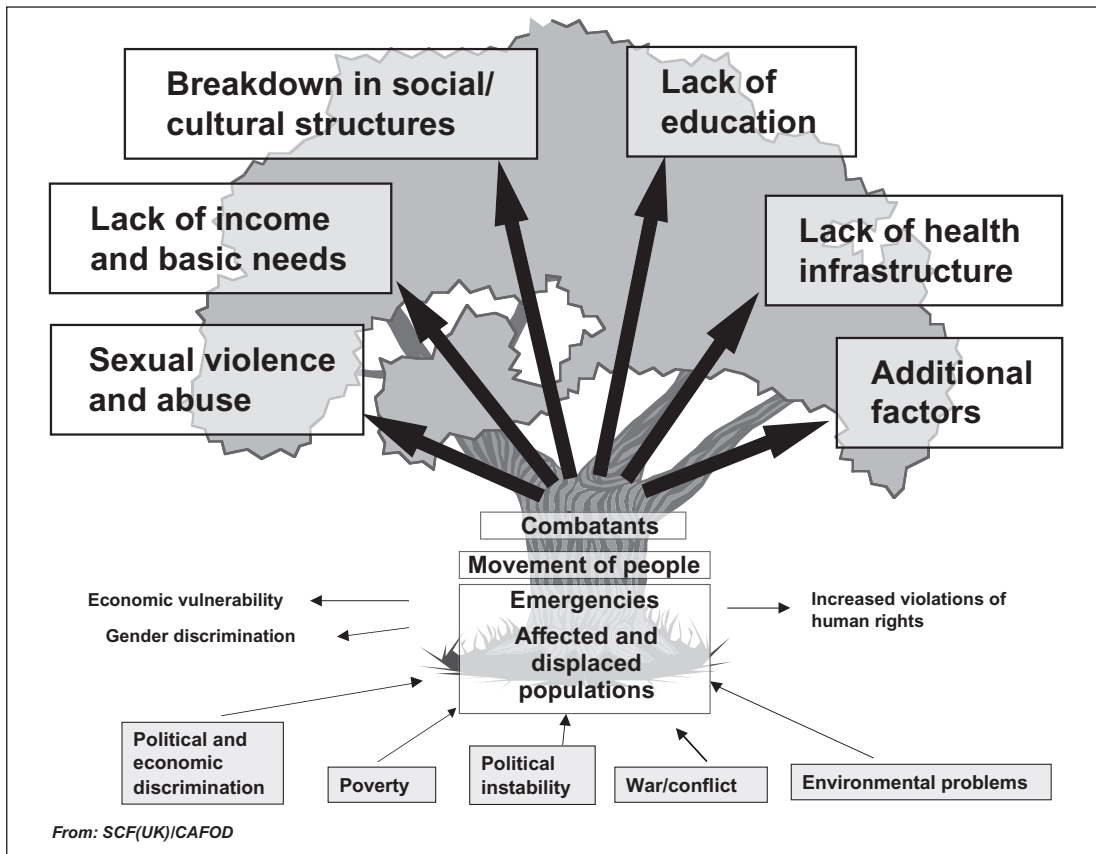 Breakdown in social/
cultural structures
Lack of
education
Lack of income
and basic needs
Lack of health
infrastructure
Sexual violence
and abuse
Additional
factors
Combatants
Movement of people
Economic vulnerability
Gender discrimination
Emergencies
Affected and
displaced
populations
Increased violations of
human rights
Political and
economic
discrimination
Poverty
Political
instability
War/conflict
Environmental problems
From: SCF(UK)/CAFOD